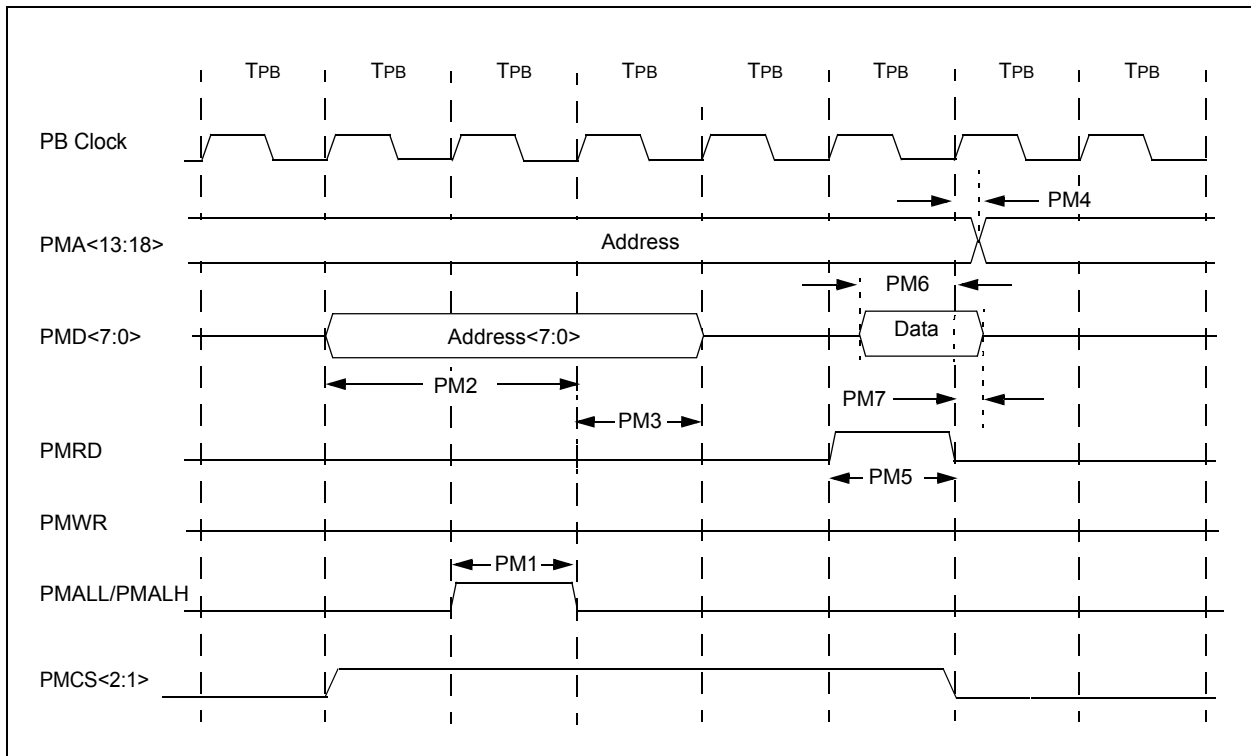 TPB TPB TPB TPB TPB TPB TPB TPB
PB Clock
PM4
PMA<13:18>
Address
PM6
PMD<7:0>
Address<7:0>
Data
PM2
PM7
PM3
PMRD
PM5
PMWR
PM1
PMALL/PMALH
PMCS<2:1>